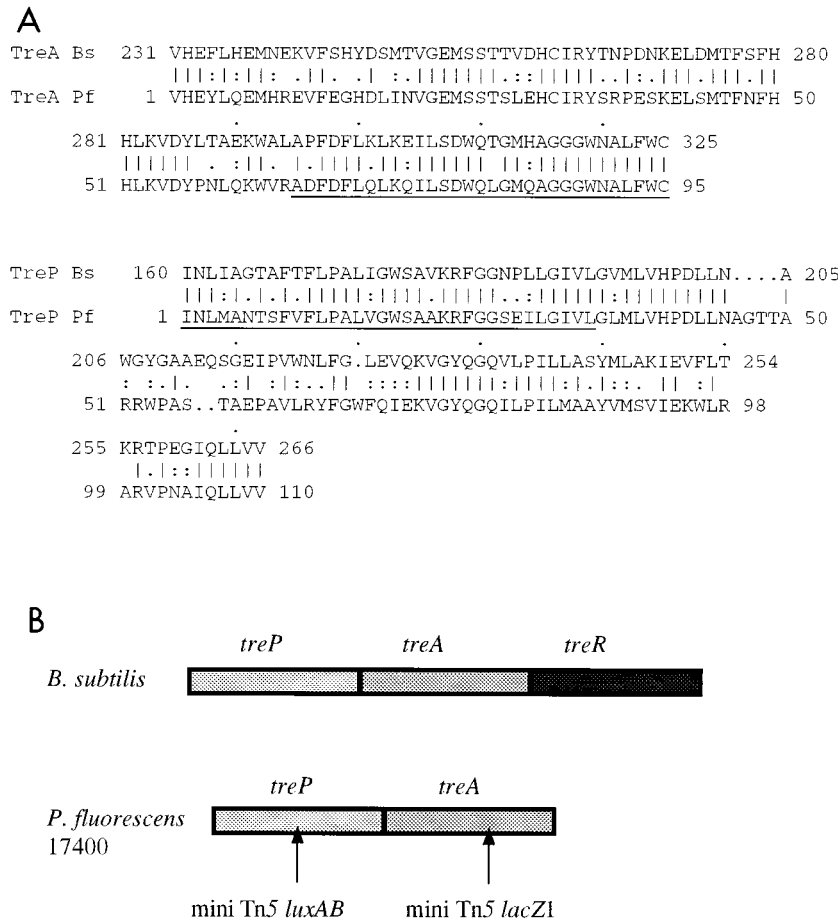 A
TreA Bs 231 VHEFLHEMNEKVFSHYDSMTVGEMSSTTVDHCIRYTNPDNKELDMTFSFH 280
TreA Pf 1 VHEYLQEMHREVFEGHDLINVGEMSSTSLEHCIRYSRPESKELSMTFNFH 50
281 HLKVDYLTAEKWALAPFDFLKLKEILSDWQTGMHAGGGWNALFWC 325
51 HLKVDYPNLQKWVRADFDFLQLKQILSDWQLGMQAGGGWNALFWC 95
TreP Bs 160 INLIAGTAFTFLPALIGWSAVKRFGGNPLLGIVLGVMLVHPDLLN....A 205
TreP Pf 1 INLMANTSFVFLPALVGWSAAKRFGGSEILGIVLGLMLVHPDLLNAGTTA 50
206 WGYGAAEQSGEIPVWNLFG.LEVQKVGYQGQVLPILLASYMLAKIEVFLT 254
51 RRWPAS..TAEPAVLRYFGWFQIEKVGYQGQILPILMAAYVMSVIEKWLR 98
255 KRTPEGIQLLVV 266
99 ARVPNAIQLLVV 110
B
treP treA treR
B. subtilis
treP treA
P. fluorescens
17400
mini Tn5 luxAB mini Tn5 lacZ1